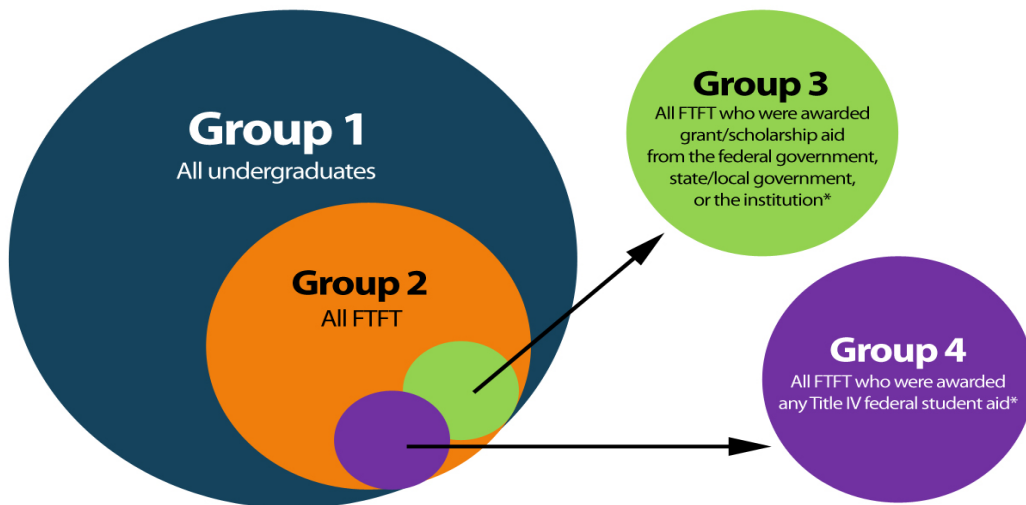 Group 1
All undergraduates
Group 2
All FTFT
Group 3
All FTFT who were awarded
grant/scholarship aid
from the federal government,
state/local government,
or the institution*
Group 4
All FTFT who were awarded
any Title IV federal student aid*